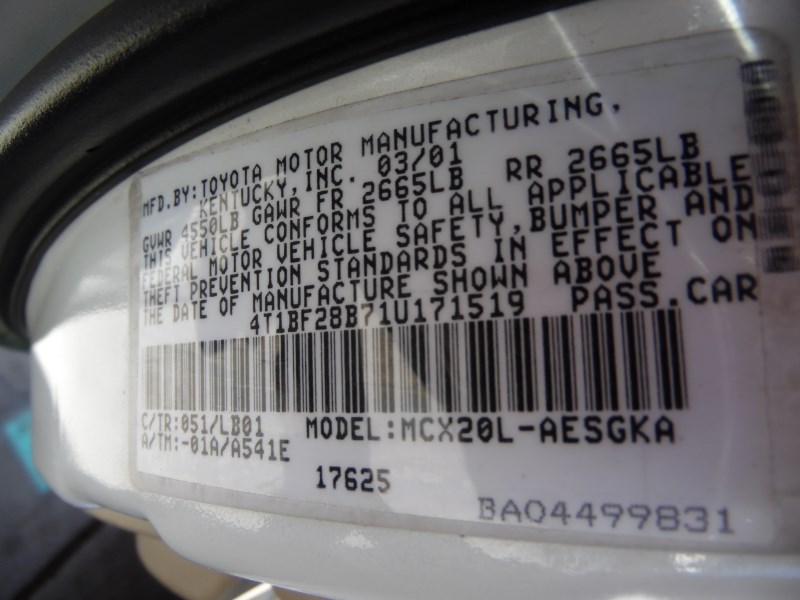 MFD.BY:TOYOTA MOTOR MANUFACTURING,
KENTUCKY,INC. 03/01
GVWR 4550LB GAWR FR 2665LB RR 2665LB
THIS VEHICLE CONFORMS TO ALL APPLICABLE
FEDERAL MOTOR VEHICLE SAFETY,BUMPER AND
THEFT PREVENTION STANDARDS IN EFFECT ON
THE DATE OF MANUFACTURE SHOWN ABOVE
4T1BF28B71U171519 PASS.CAR
C/TR:051/LB01 MODEL:MCX20L-AESGKA
A/TM:-01A/A541E
17625
BA04499831